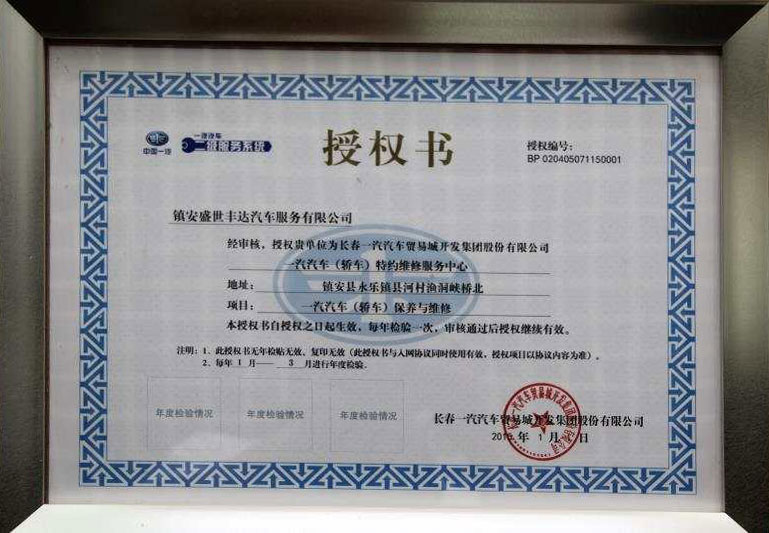 中国一汽
一汽汽车
二级服务系统
授权书
授权编号:
BP 020405071150001
镇安盛世丰达汽车服务有限公司
经审核，授权贵单位为长春一汽汽车贸易城开发集团股份有限公司
一汽汽车（轿车）特约维修服务中心
地址: 镇安县永乐镇县河村渔洞峡桥北
项目: 一汽汽车（轿车）保养与维修
本授权书自授权之日起生效，每年检验一次，审核通过后授权继续有效。
注明: 1、此授权书无年检贴无效、复印无效（此授权书与入网协议同时使用有效，授权项目以协议内容为准）。
2、每年 1 月—— 3 月进行年度检验.
年度检验情况 年度检验情况 年度检验情况
长春一汽汽车贸易城开发集团股份有限公司
年 1 月 日